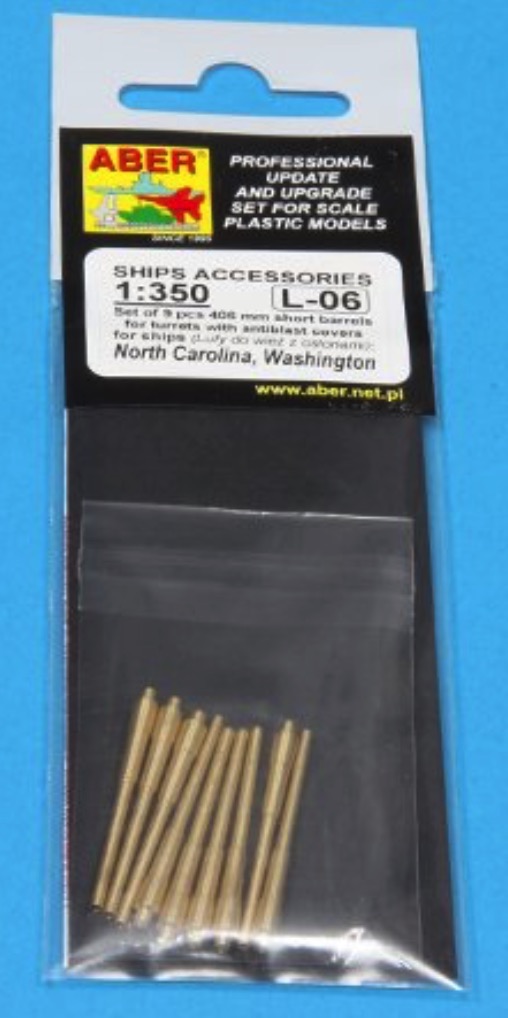 ABER®
SINCE 1995
PROFESSIONAL
UPDATE
AND UPGRADE
SET FOR SCALE
PLASTIC MODELS
SHIPS ACCESSORIES
1:350 L-06
Set of 9 pcs 406 mm short barrels
for turrets with antiblast covers
for ships (Lufy do wież z osłonami):
North Carolina, Washington
www.aber.net.pl